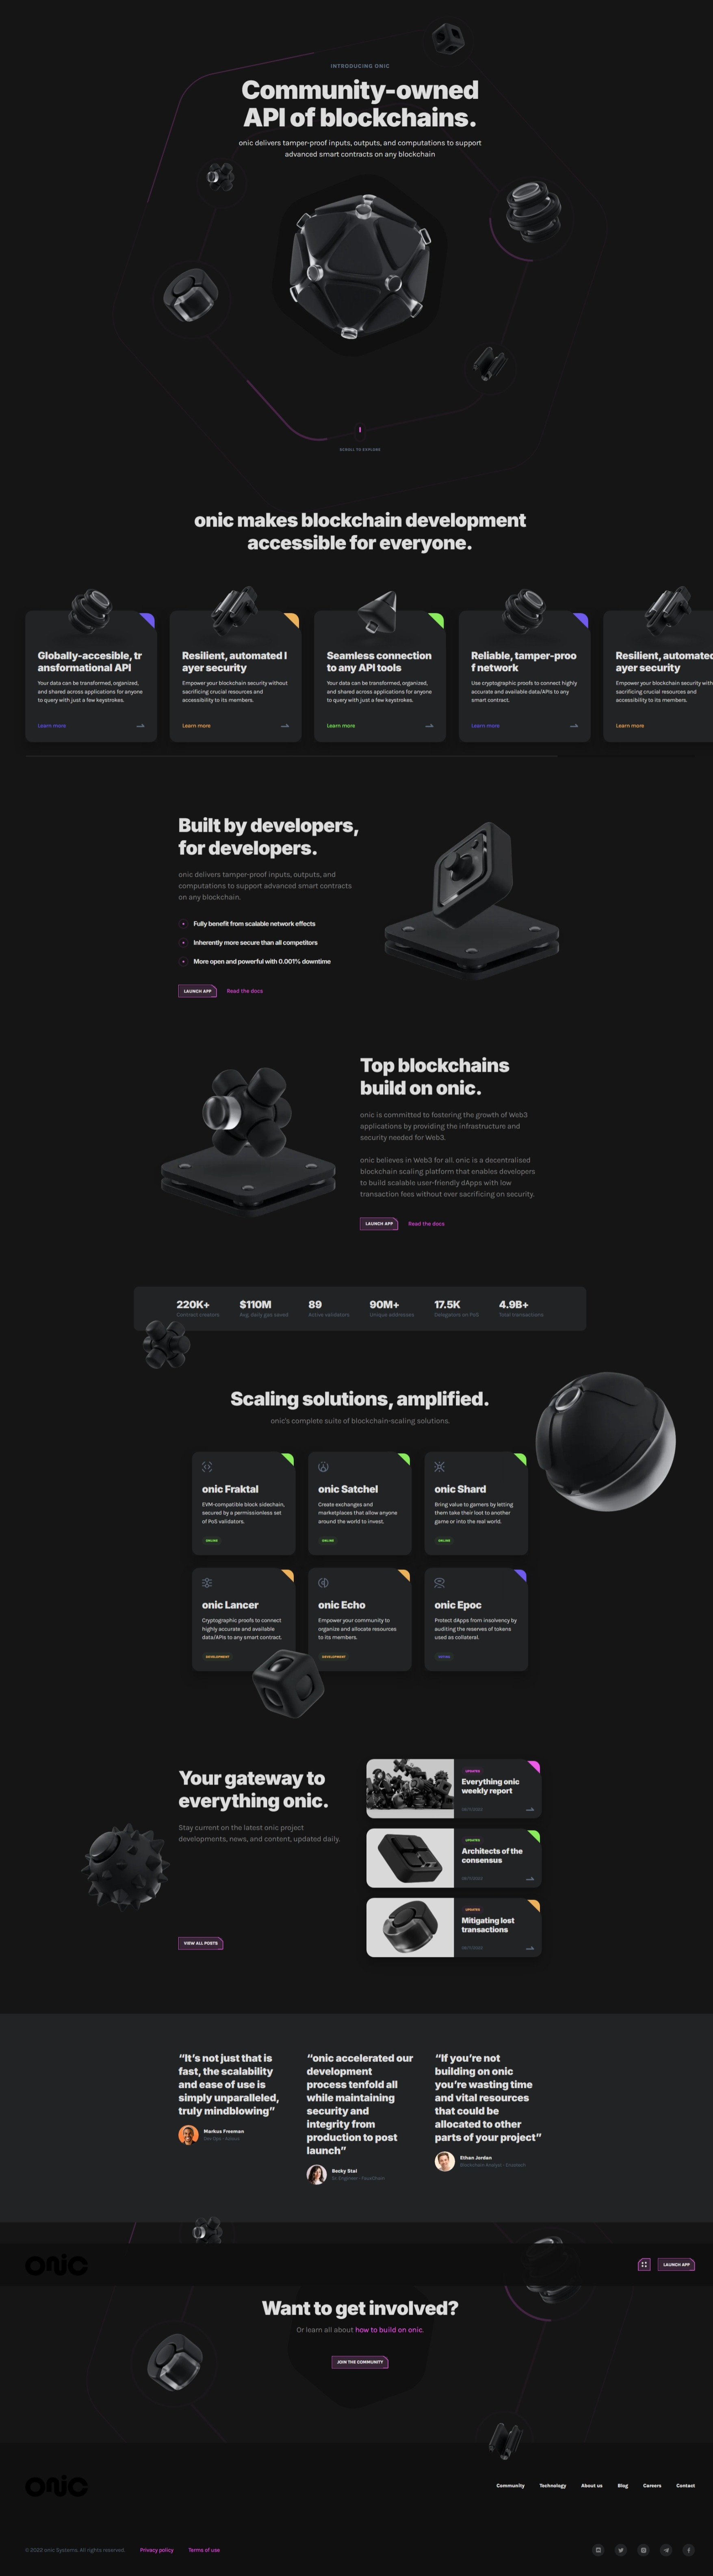 INTRODUCING ONIC
Community-owned
API of blockchains.
onic delivers tamper-proof inputs, outputs, and computations to support
advanced smart contracts on any blockchain
SCROLL TO EXPLORE
onic makes blockchain development
accessible for everyone.
Globally-accesible, tr
ansformational API
Your data can be transformed, organized,
and shared across applications for anyone
to query with just a few keystrokes.
Learn more
Resilient, automated l
ayer security
Empower your blockchain security without
sacrificing crucial resources and
accessibility to its members.
Learn more
Seamless connection
to any API tools
Your data can be transformed, organized,
and shared across applications for anyone
to query with just a few keystrokes.
Learn more
Reliable, tamper-proo
f network
Use cryptographic proofs to connect highly
accurate and available data/APIs to any
smart contract.
Learn more
Resilient, automated
ayer security
Empower your blockchain security with
sacrificing crucial resources and
accessibility to its members.
Learn more
Built by developers,
for developers.
onic delivers tamper-proof inputs, outputs, and
computations to support advanced smart contracts
on any blockchain.
Fully benefit from scalable network effects
Inherently more secure than all competitors
More open and powerful with 0.001% downtime
LAUNCH APP
Read the docs
Top blockchains
build on onic.
onic is committed to fostering the growth of Web3
applications by providing the infrastructure and
security needed for Web3.
onic believes in Web3 for all. onic is a decentralised
blockchain scaling platform that enables developers
to build scalable user-friendly dApps with low
transaction fees without ever sacrificing on security.
LAUNCH APP
Read the docs
220K+
Contract creators
$110M
Avg. daily gas saved
89
Active validators
90M+
Unique addresses
17.5K
Delegators on PoS
4.9B+
Total transactions
Scaling solutions, amplified.
onic's complete suite of blockchain-scaling solutions.
onic Fraktal
EVM-compatible block sidechain,
secured by a permissionless set
of PoS validators.
ONLINE
onic Satchel
Create exchanges and
marketplaces that allow anyone
around the world to invest.
ONLINE
onic Shard
Bring value to gamers by letting
them take their loot to another
game or into the real world.
ONLINE
onic Lancer
Cryptographic proofs to connect
highly accurate and available
data/APIs to any smart contract.
DEVELOPMENT
onic Echo
Empower your community to
organize and allocate resources
to its members.
DEVELOPMENT
onic Epoc
Protect dApps from insolvency by
auditing the reserves of tokens
used as collateral.
Your gateway to
everything onic.
Stay current on the latest onic project
developments, news, and content, updated daily.
VIEW ALL POSTS
UPDATES
Everything onic
weekly report
UPDATES
Architects of the
consensus
UPDATES
Mitigating lost
transactions
“It’s not just that is
fast, the scalability
and ease of use is
simply unparalleled,
truly mindblowing”
Markus Freeman
“onic accelerated our
development
process tenfold all
while maintaining
security and
integrity from
production to post
launch”
Becky Stal
“If you’re not
building on onic
you’re wasting time
and vital resources
that could be
allocated to other
parts of your project”
Ethan Jordan
onic
LAUNCH APP
Want to get involved?
Or learn all about how to build on onic.
JOIN THE COMMUNITY
onic
Community
Technology
About us
Blog
Careers
Contact
© 2022 onic Systems. All rights reserved.
Privacy policy
Terms of use